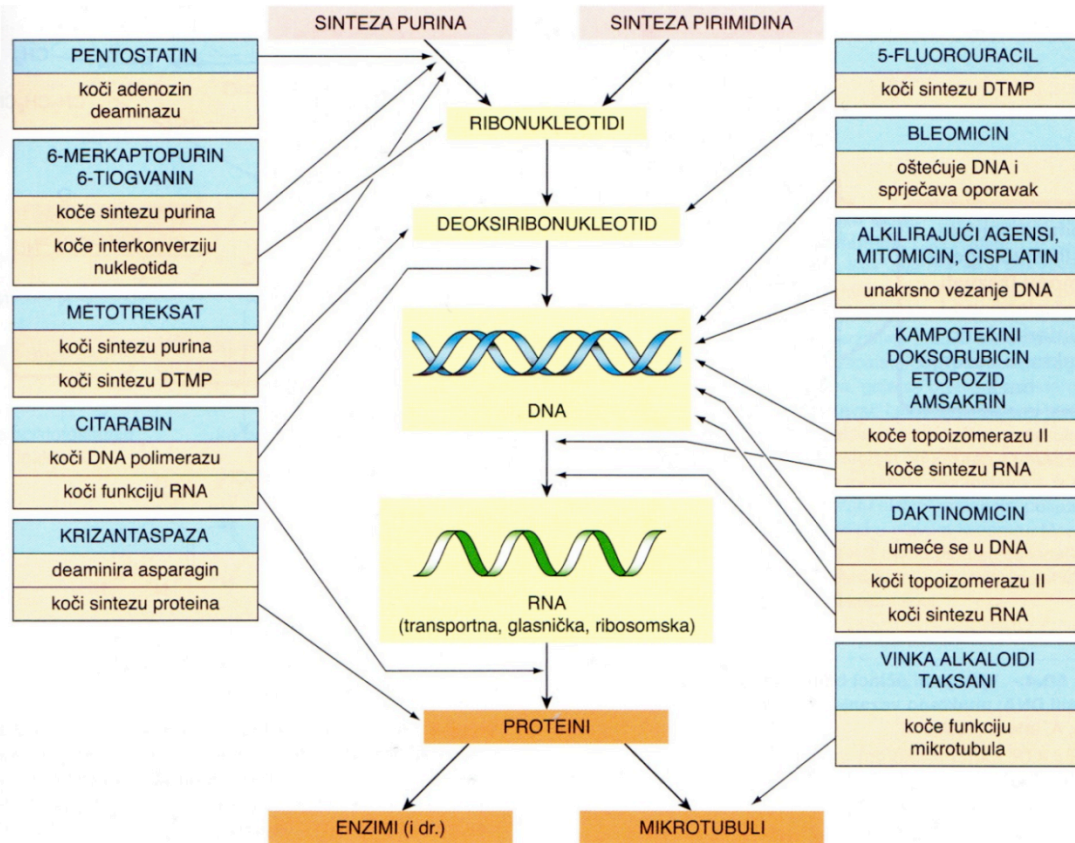 SINTEZA PURINA
SINTEZA PIRIMIDINA
PENTOSTATIN
koči adenozin
deaminazu
6-MERKAPTOPURIN
6-TIOGVANIN
koče sintezu purina
koče interkonverziju
nukleotida
METOTREKSAT
koči sintezu purina
koči sintezu DTMP
CITARABIN
koči DNA polimerazu
koči funkciju RNA
KRIZANTASPAZA
deaminira asparagin
koči sintezu proteina
RIBONUKLEOTIDI
DEOKSIRIBONUKLEOTID
DNA
RNA
(transportna, glasnička, ribosomska)
PROTEINI
ENZIMI (i dr.)
MIKROTUBULI
5-FLUOROURACIL
koči sintezu DTMP
BLEOMICIN
oštećuje DNA i
sprječava oporavak
ALKILIRAJUĆI AGENSI,
MITOMICIN, CISPLATIN
unakrsno vezanje DNA
KAMPOTEKINI
DOKSORUBICIN
ETOPOZID
AMSAKRIN
koče topoizomerazu II
koče sintezu RNA
DAKTINOMICIN
umeće se u DNA
koči topoizomerazu II
koči sintezu RNA
VINKA ALKALOIDI
TAKSANI
koče funkciju
mikrotubula